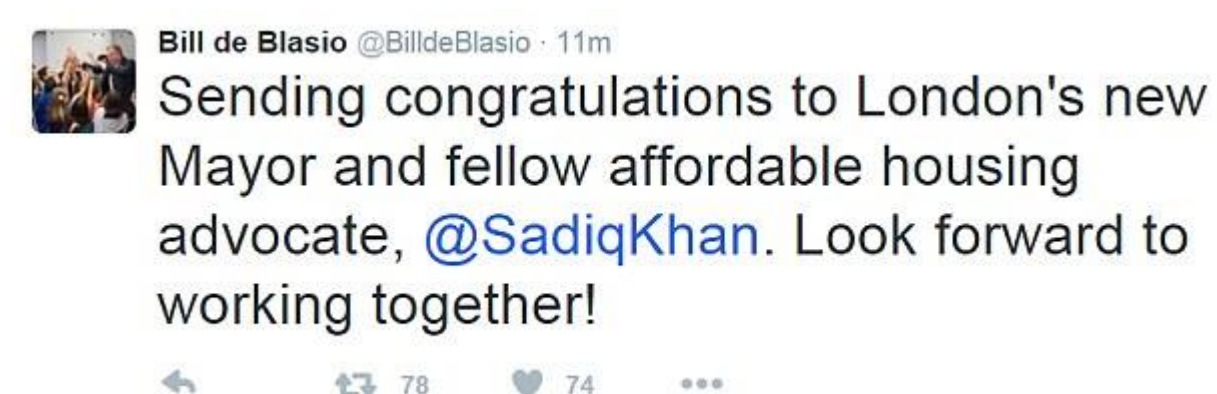 Bill de Blasio @BilldeBlasio · 11m
Sending congratulations to London's new
Mayor and fellow affordable housing
advocate, @SadiqKhan. Look forward to
working together!
78 74